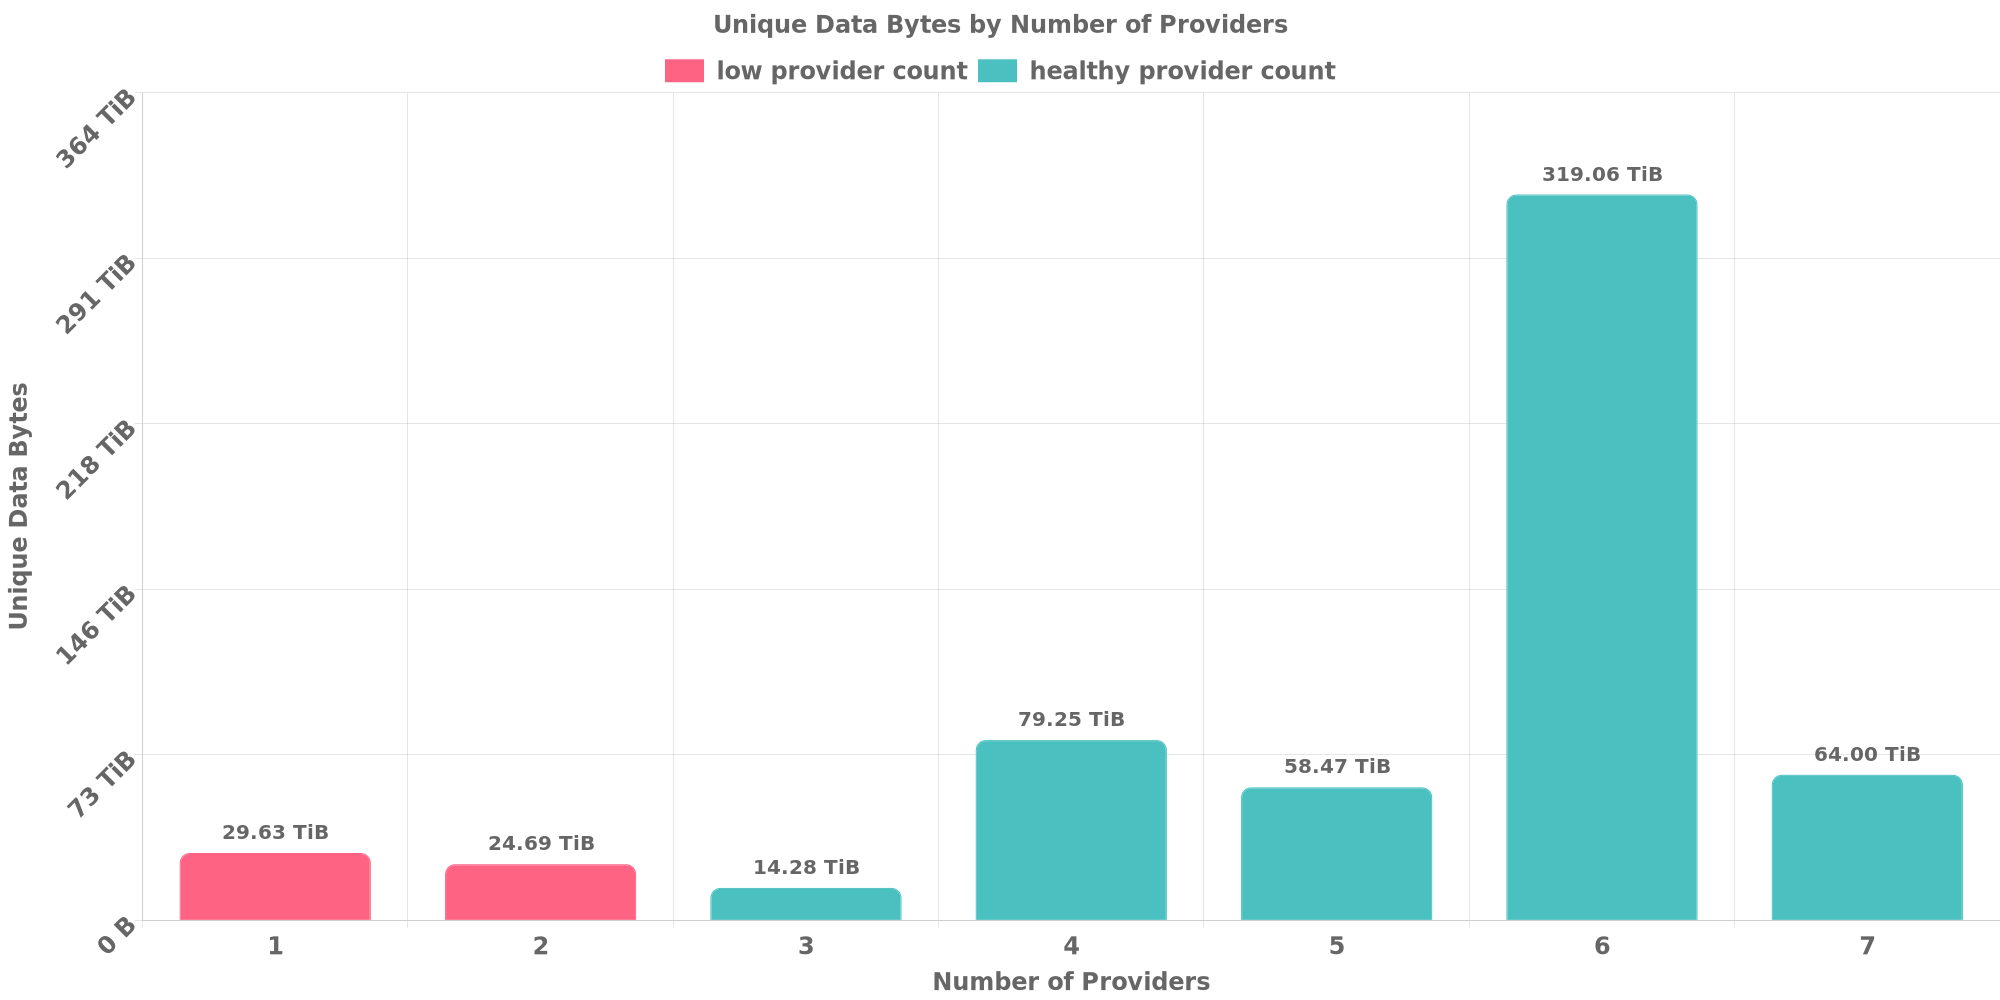 Unique Data Bytes by Number of Providers
low provider count healthy provider count
364 TiB
291 TiB
218 TiB
146 TiB
73 TiB
0 B
Unique Data Bytes
29.63 TiB
24.69 TiB
14.28 TiB
79.25 TiB
58.47 TiB
319.06 TiB
64.00 TiB
1 2 3 4 5 6 7
Number of Providers